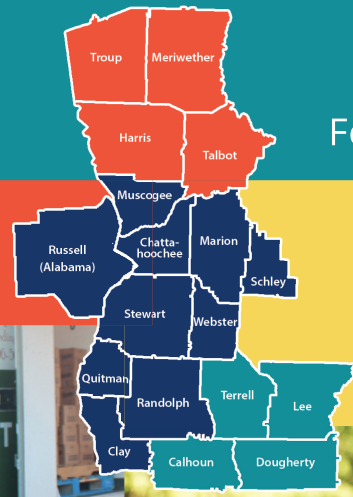 Troup
Meriwether
Harris
Talbot
Muscogee
Russell
(Alabama)
Chatta-
hoochee
Marion
Schley
Stewart
Webster
Quitman
Randolph
Terrell
Lee
Clay
Calhoun
Dougherty